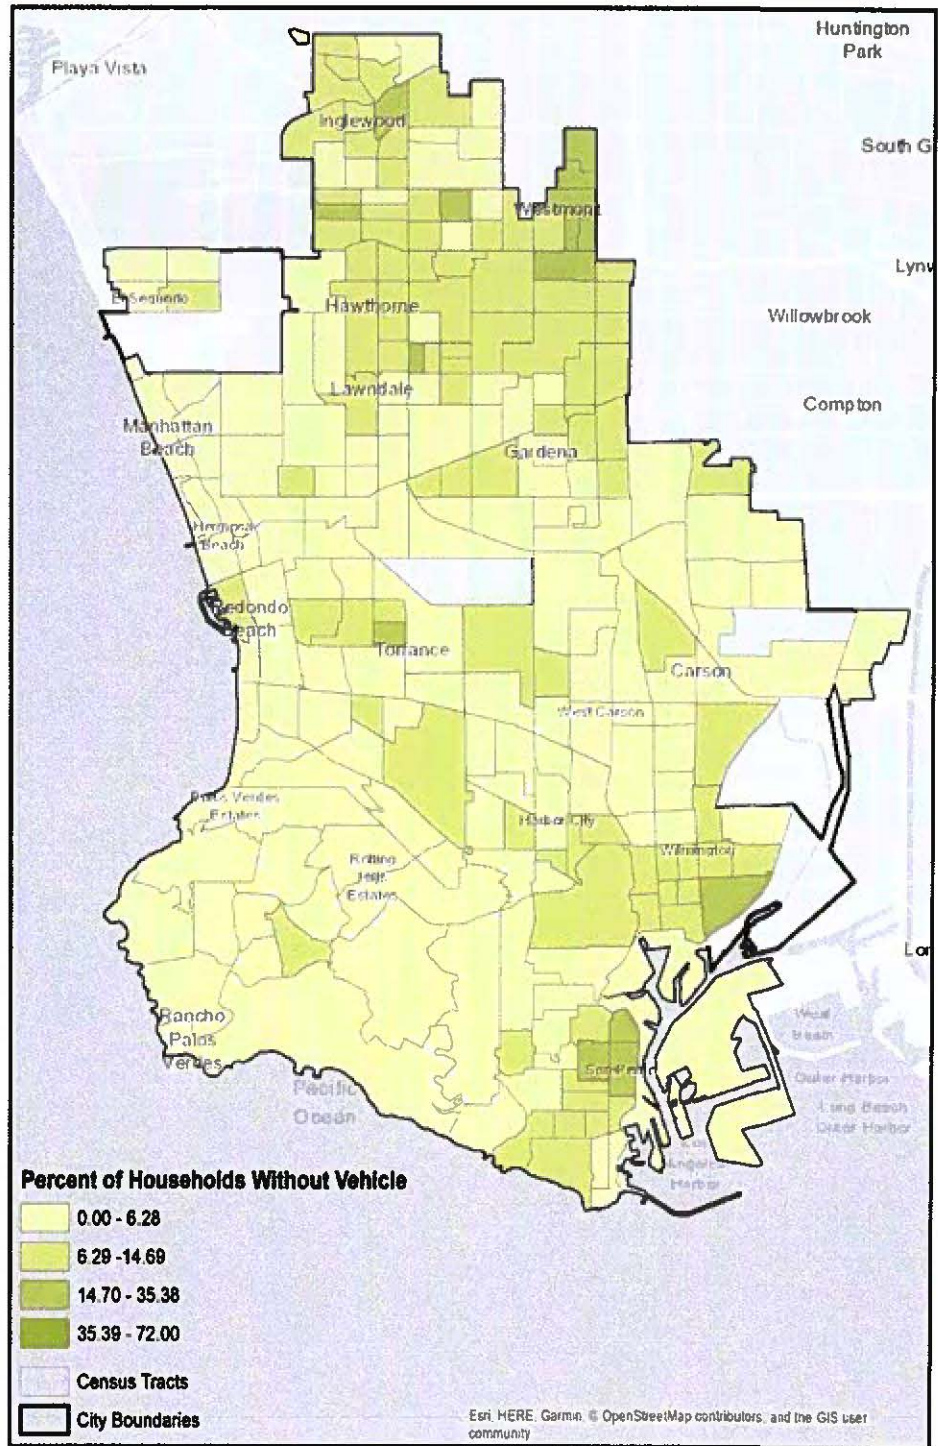 Huntington
Park
Playa Vista
Inglewood
South G
Westmont
Lynw
El Segundo
Hawthorne
Willowbrook
Lawndale
Compton
Manhattan
Beach
Gardena
Hermosa
Beach
Redondo
Beach
Torrance
Carson
West Carson
Palos Verdes
Estates
Harbor City
Wilmington
Rolling
Hills
Estates
Lon
Rancho
Palos
Verdes
West
Beach
Pacific
Ocean
Outer Harbor
Long Beach
Outer Harbor
Los
Angeles
Harbor
Percent of Households Without Vehicle
0.00 - 6.28
6.29 -14.69
14.70 - 35.38
35.39 - 72.00
Census Tracts
City Boundaries
Esri, HERE, Garmin, © OpenStreetMap contributors, and the GIS user
community